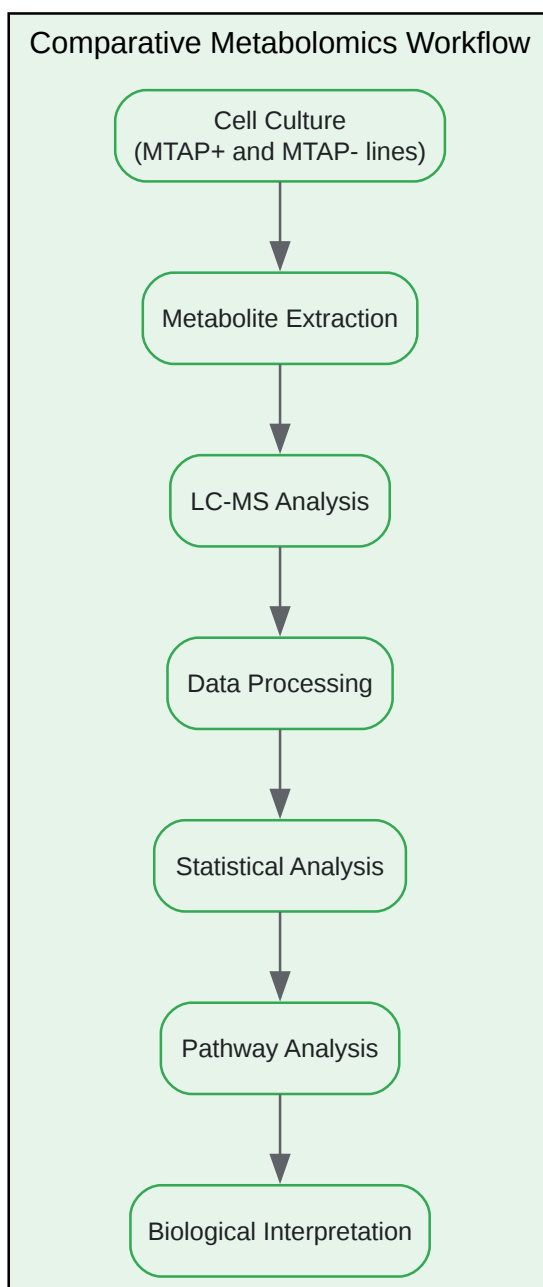 Comparative Metabolomics Workflow
Cell Culture
(MTAP+ and MTAP- lines)
Metabolite Extraction
LC-MS Analysis
Data Processing
Statistical Analysis
Pathway Analysis
Biological Interpretation